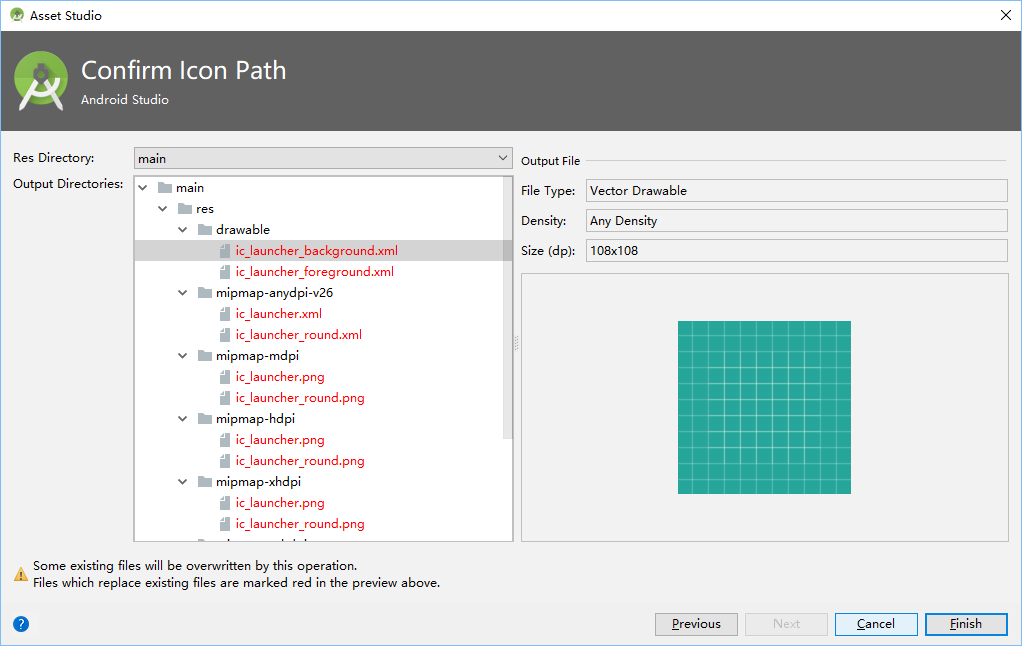 Asset Studio
Confirm Icon Path
Android Studio
Res Directory:
main
Output Directories:
main
res
drawable
ic_launcher_background.xml
ic_launcher_foreground.xml
mipmap-anydpi-v26
ic_launcher.xml
ic_launcher_round.xml
mipmap-mdpi
ic_launcher.png
ic_launcher_round.png
mipmap-hdpi
ic_launcher.png
ic_launcher_round.png
mipmap-xhdpi
ic_launcher.png
ic_launcher_round.png
Output File
File Type:
Vector Drawable
Density:
Any Density
Size (dp):
108x108
Some existing files will be overwritten by this operation.
Files which replace existing files are marked red in the preview above.
?
Previous
Next
Cancel
Finish